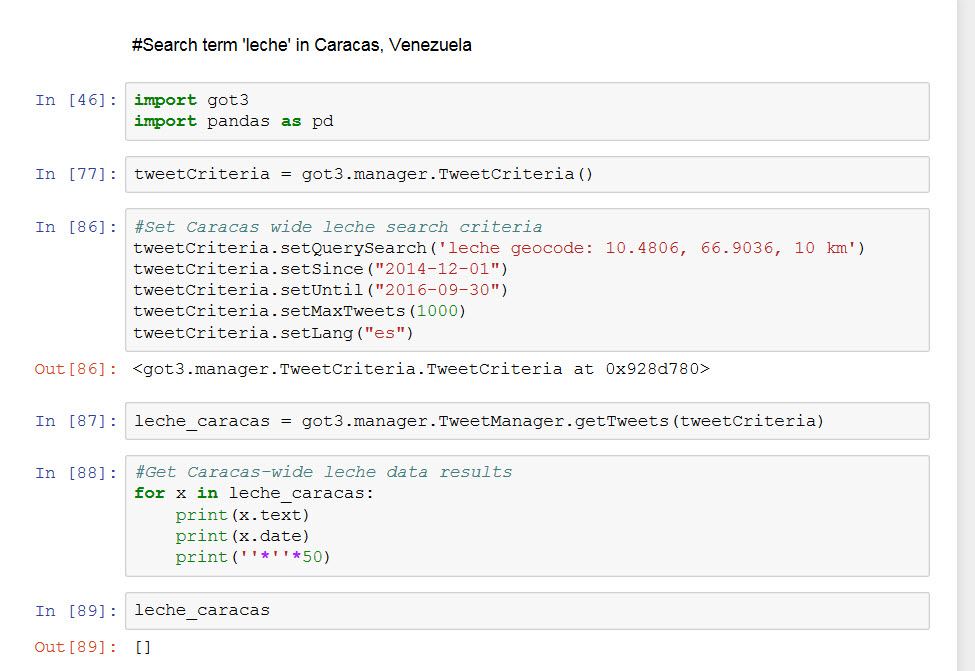 #Search term 'leche' in Caracas, Venezuela
In [46]: import got3
import pandas as pd
In [77]: tweetCriteria = got3.manager.TweetCriteria()
In [86]: #Set Caracas wide leche search criteria
tweetCriteria.setQuerySearch('leche geocode: 10.4806, 66.9036, 10 km')
tweetCriteria.setSince("2014-12-01")
tweetCriteria.setUntil("2016-09-30")
tweetCriteria.setMaxTweets(1000)
tweetCriteria.setLang("es")
Out[86]: <got3.manager.TweetCriteria.TweetCriteria at 0x928d780>
In [87]: leche_caracas = got3.manager.TweetManager.getTweets(tweetCriteria)
In [88]: #Get Caracas-wide leche data results
for x in leche_caracas:
    print(x.text)
    print(x.date)
    print(''*''*50)
In [89]: leche_caracas
Out[89]: []